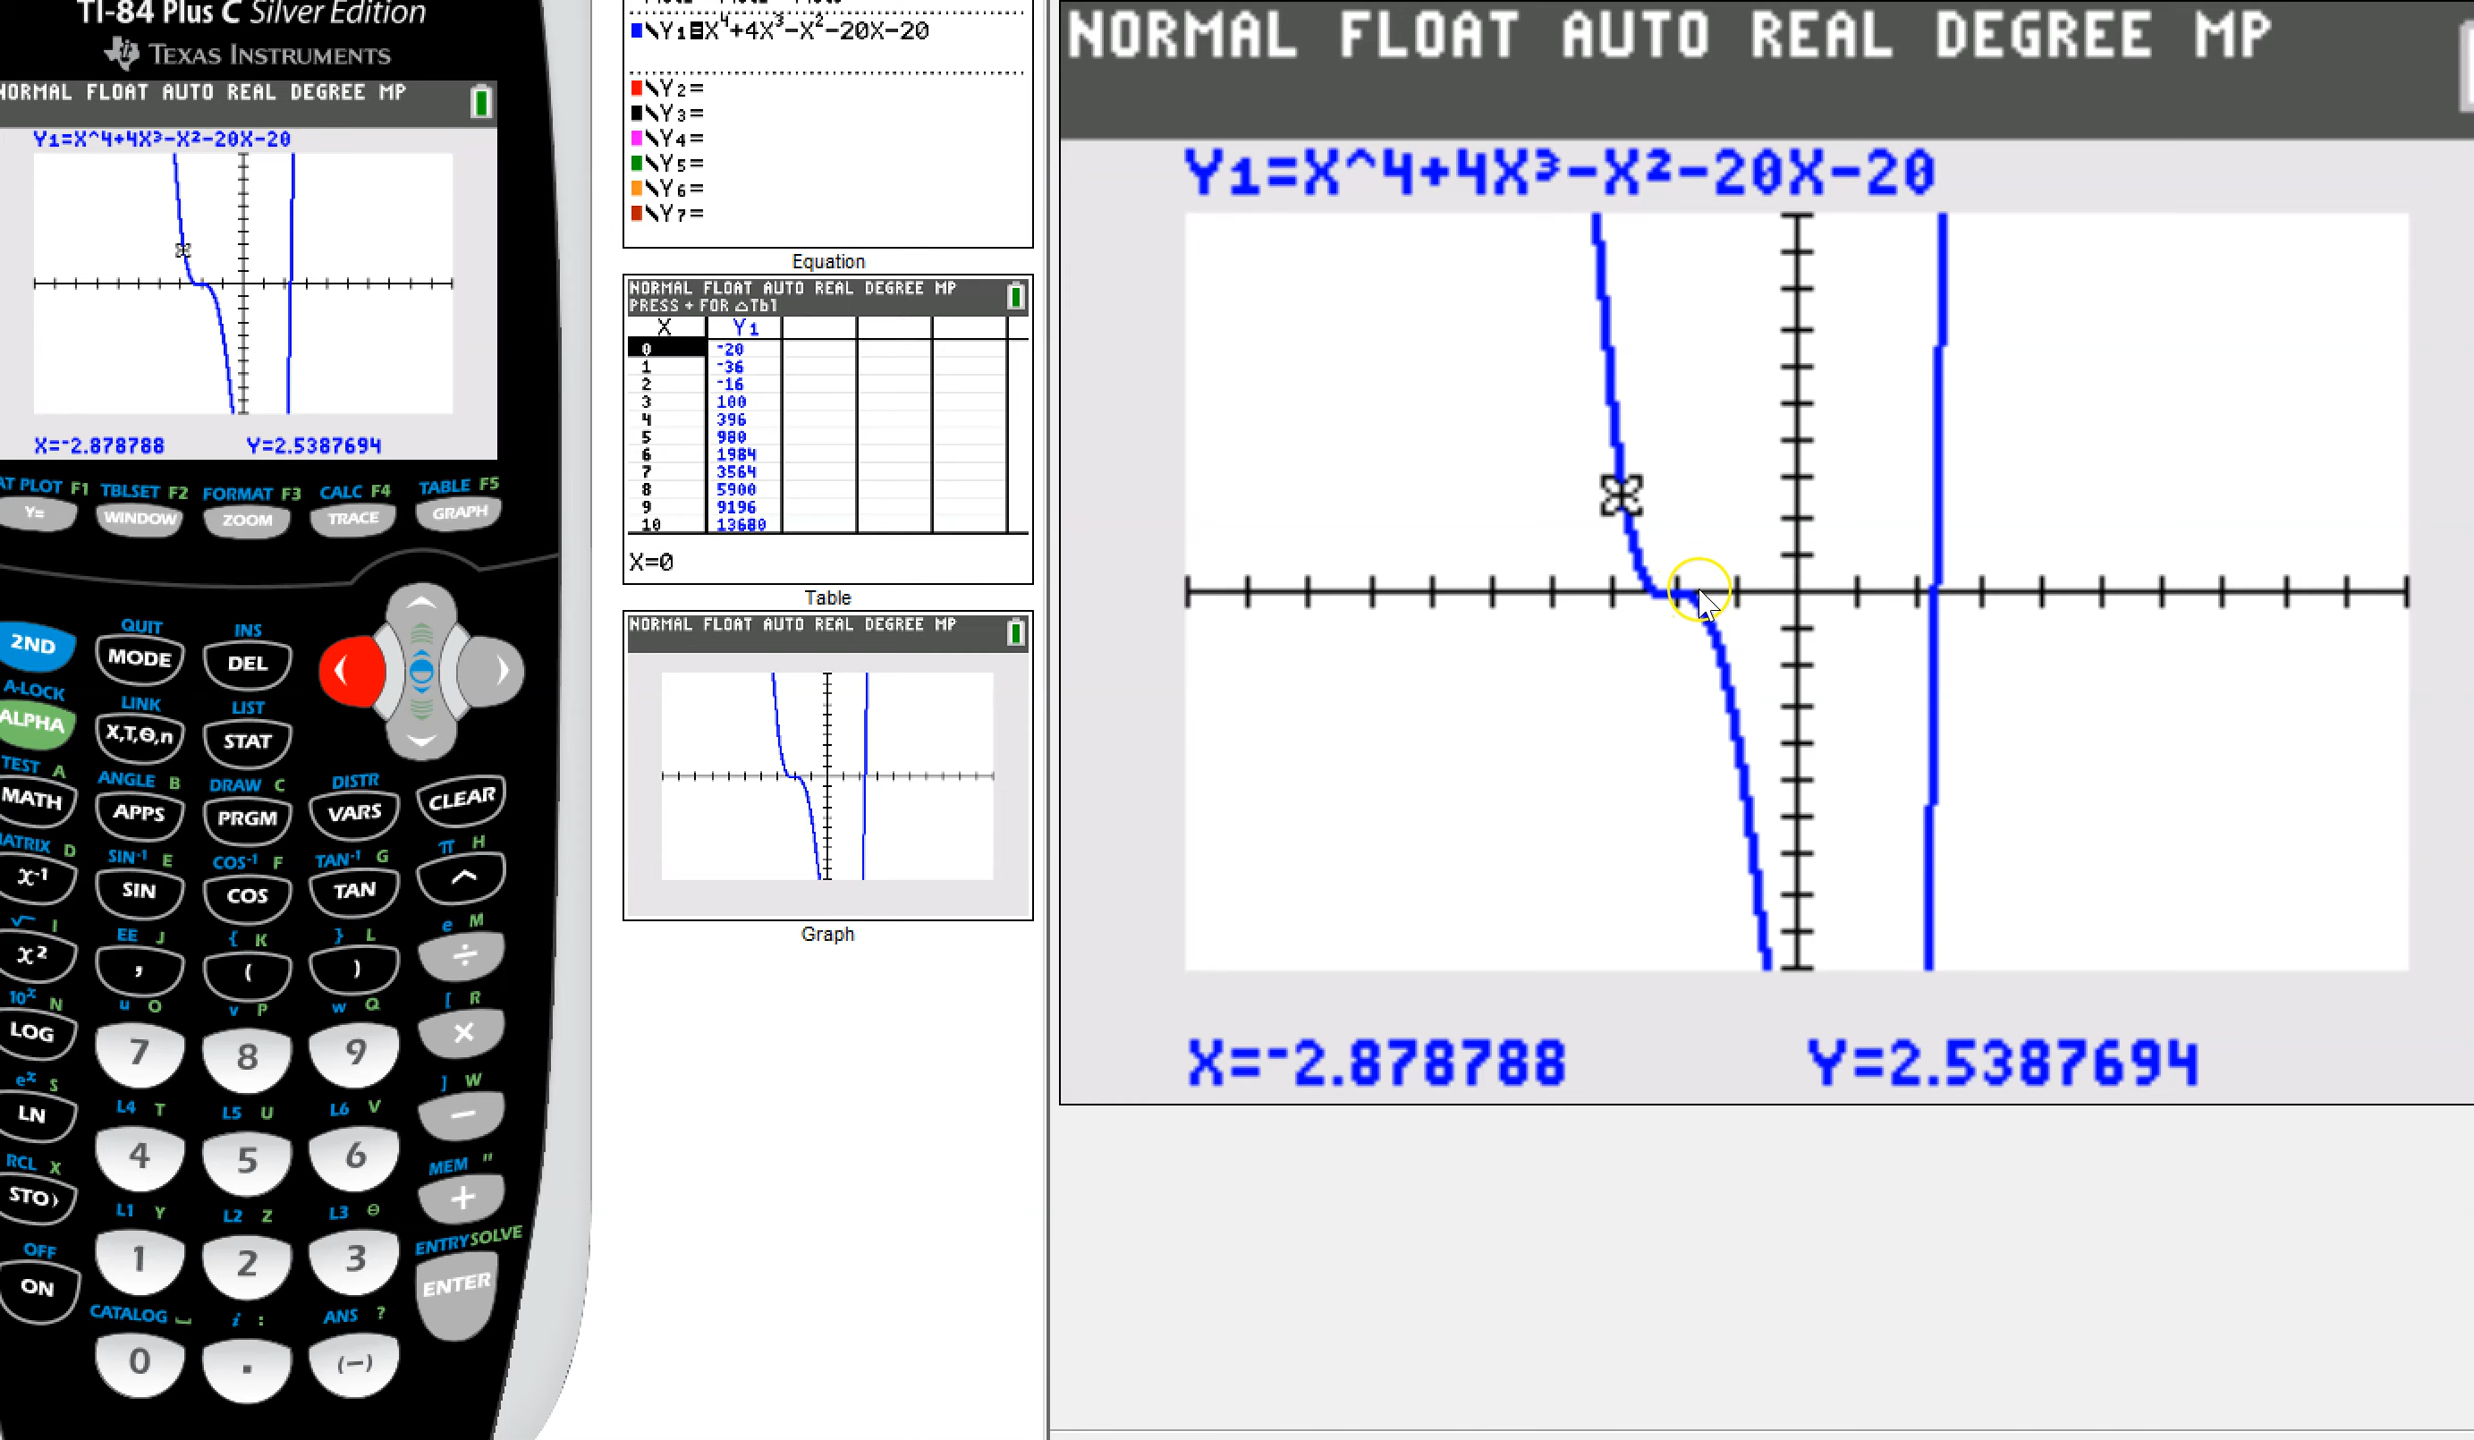 TI-84 Plus C Silver Edition
TEXAS INSTRUMENTS
NORMAL FLOAT AUTO REAL DEGREE MP
Y1=X^4+4X³-X²-20X-20
X=-2.878788 Y=2.5387694
AT PLOT F1 TBLSET F2 FORMAT F3 CALC F4 TABLE F5
Y= WINDOW ZOOM TRACE GRAPH
QUIT INS
2ND MODE DEL
A-LOCK LINK LIST
ALPHA X,T,θ,n STAT
TEST A ANGLE B DRAW C DISTR
MATH APPS PRGM VARS CLEAR
MATRIX D SIN⁻¹ E COS⁻¹ F TAN⁻¹ G π H
x⁻¹ SIN COS TAN ^
√ I EE J { K } L e M
x² , ( ) ÷
10ˣ N u O v P w Q [ R
LOG 7 8 9 ×
eˣ S L4 T L5 U L6 V ] W
LN 4 5 6 −
RCL X L1 Y L2 Z L3 θ MEM "
STO› 1 2 3 +
OFF CATALOG ⎵ i : ANS ? ENTRY SOLVE
ON 0 . (−) ENTER
Y1=X⁴+4X³-X²-20X-20
Y2=
Y3=
Y4=
Y5=
Y6=
Y7=
Equation
NORMAL FLOAT AUTO REAL DEGREE MP
PRESS + FOR △Tbl
X Y1
0 -20
1 -36
2 -16
3 100
4 396
5 980
6 1984
7 3564
8 5900
9 9196
10 13680
X=0
Table
NORMAL FLOAT AUTO REAL DEGREE MP
Graph
NORMAL FLOAT AUTO REAL DEGREE MP
Y1=X^4+4X³-X²-20X-20
X=-2.878788 Y=2.5387694